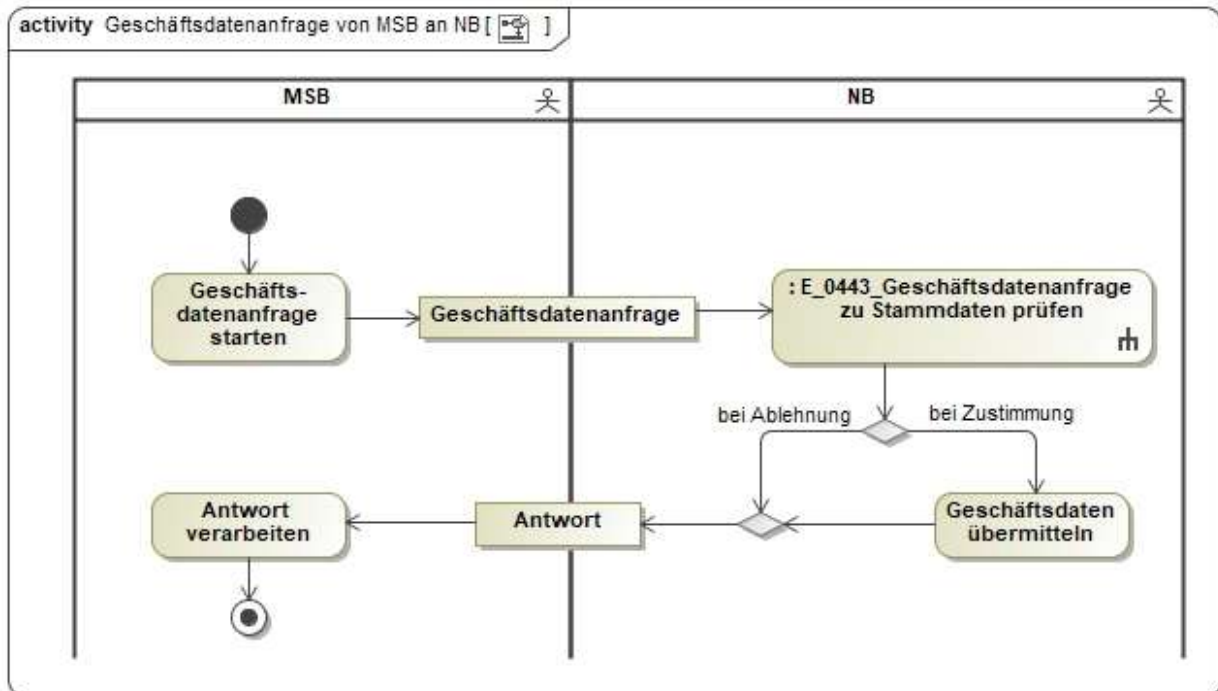 activity Geschäftsdatenanfrage von MSB an NB [ ]
MSB
NB
Geschäfts-
datenanfrage
starten
Geschäftsdatenanfrage
: E_0443_Geschäftsdatenanfrage
zu Stammdaten prüfen
bei Ablehnung
bei Zustimmung
Antwort
verarbeiten
Antwort
Geschäftsdaten
übermitteln